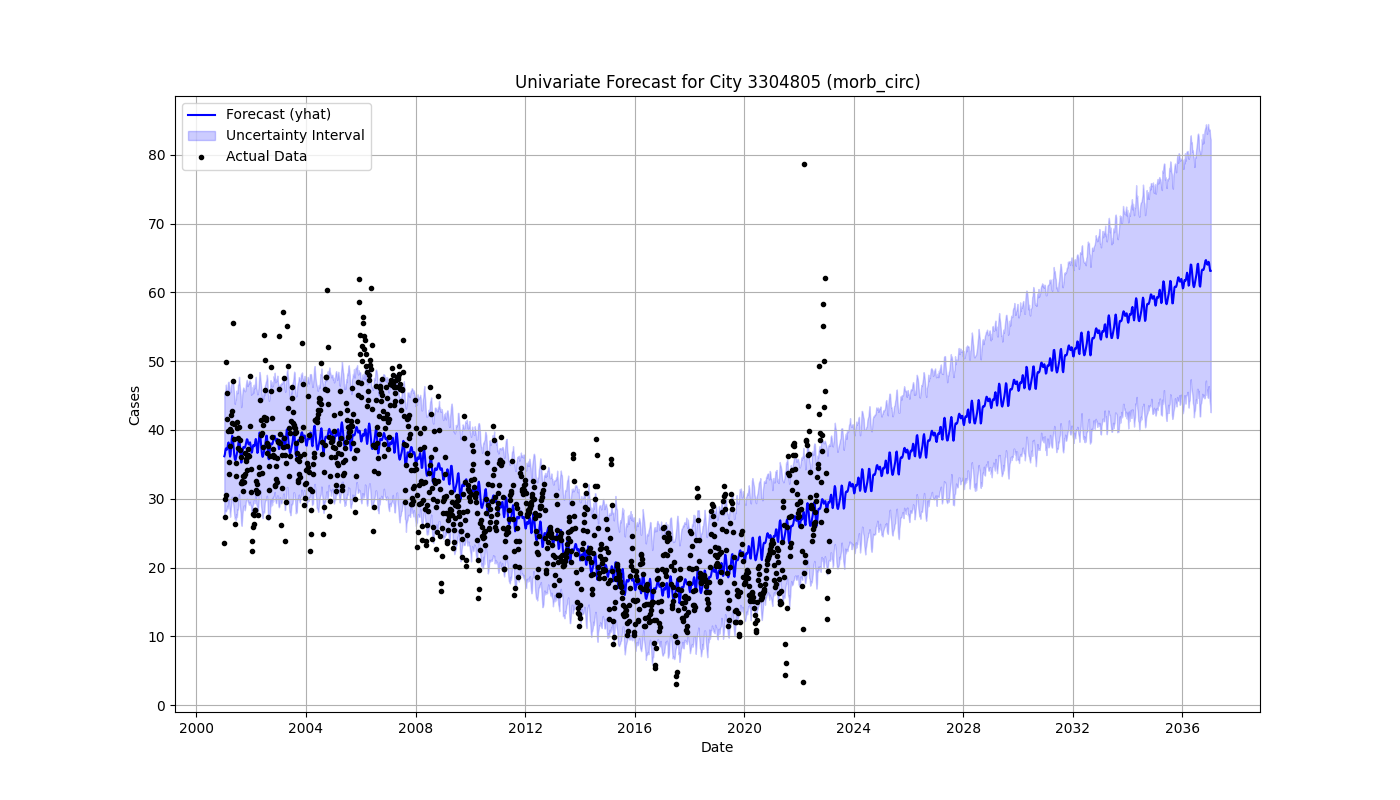 Univariate Forecast for City 3304805 (morb_circ)
Forecast (yhat)
Uncertainty Interval
Actual Data
80
70
60
50
40
30
20
10
0
Cases
2000 2004 2008 2012 2016 2020 2024 2028 2032 2036
Date